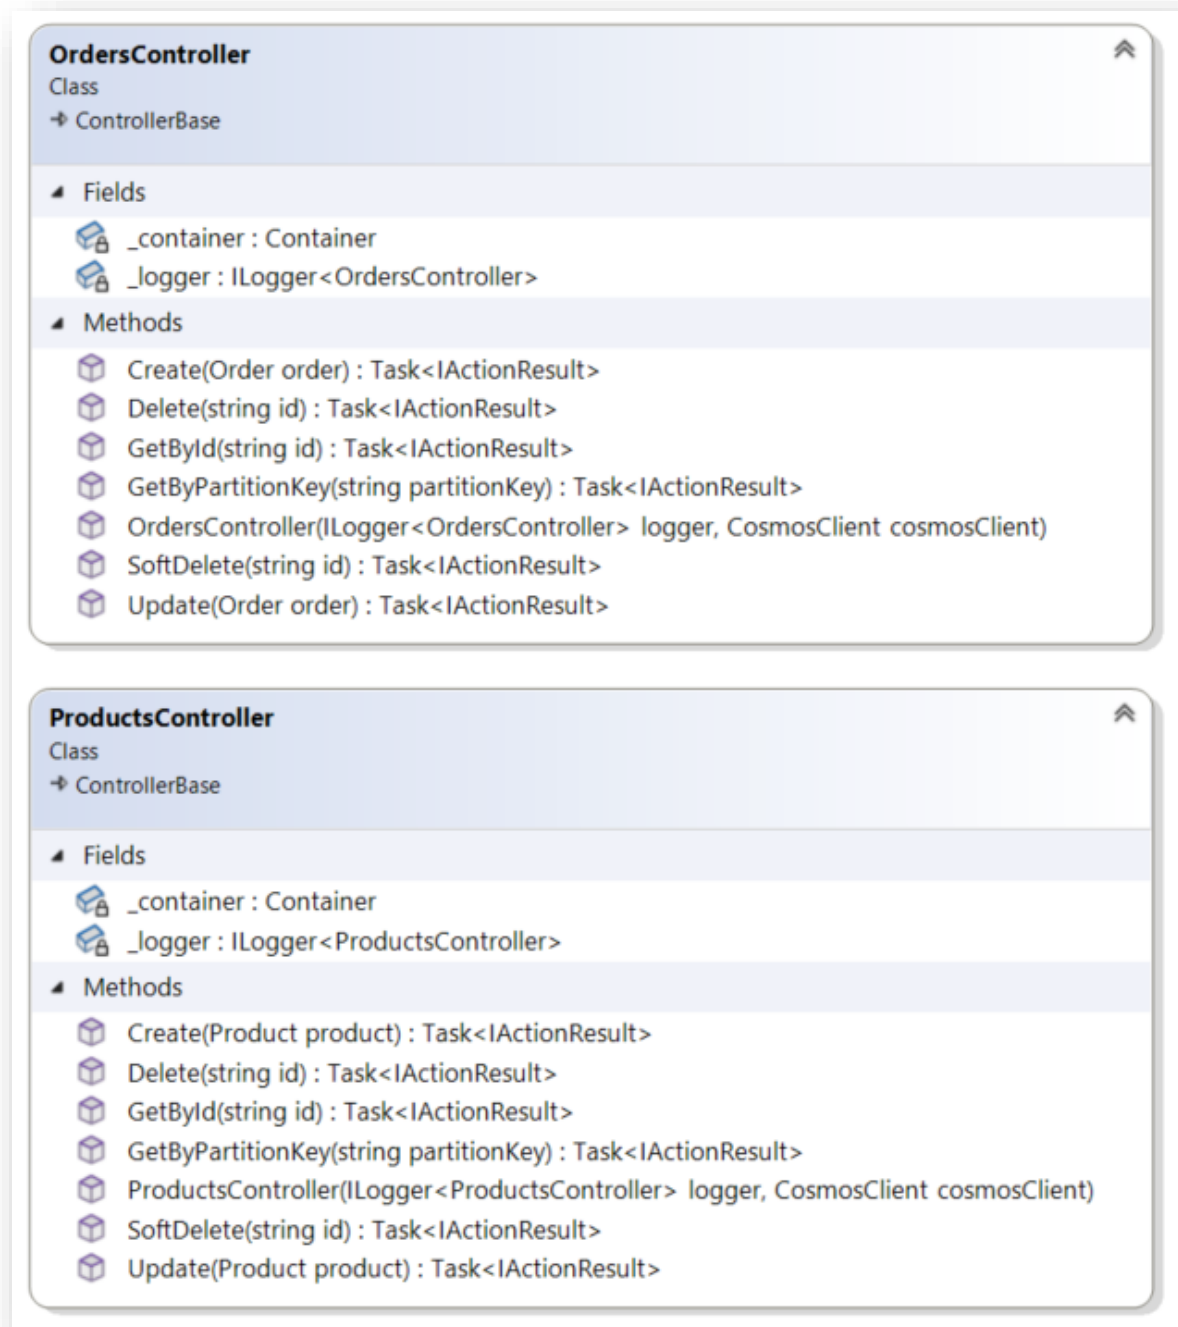 OrdersController
Class
ControllerBase
Fields
_container : Container
_logger : ILogger<OrdersController>
Methods
Create(Order order) : Task<IActionResult>
Delete(string id) : Task<IActionResult>
GetById(string id) : Task<IActionResult>
GetByPartitionKey(string partitionKey) : Task<IActionResult>
OrdersController(ILogger<OrdersController> logger, CosmosClient cosmosClient)
SoftDelete(string id) : Task<IActionResult>
Update(Order order) : Task<IActionResult>
ProductsController
Class
ControllerBase
Fields
_container : Container
_logger : ILogger<ProductsController>
Methods
Create(Product product) : Task<IActionResult>
Delete(string id) : Task<IActionResult>
GetById(string id) : Task<IActionResult>
GetByPartitionKey(string partitionKey) : Task<IActionResult>
ProductsController(ILogger<ProductsController> logger, CosmosClient cosmosClient)
SoftDelete(string id) : Task<IActionResult>
Update(Product product) : Task<IActionResult>